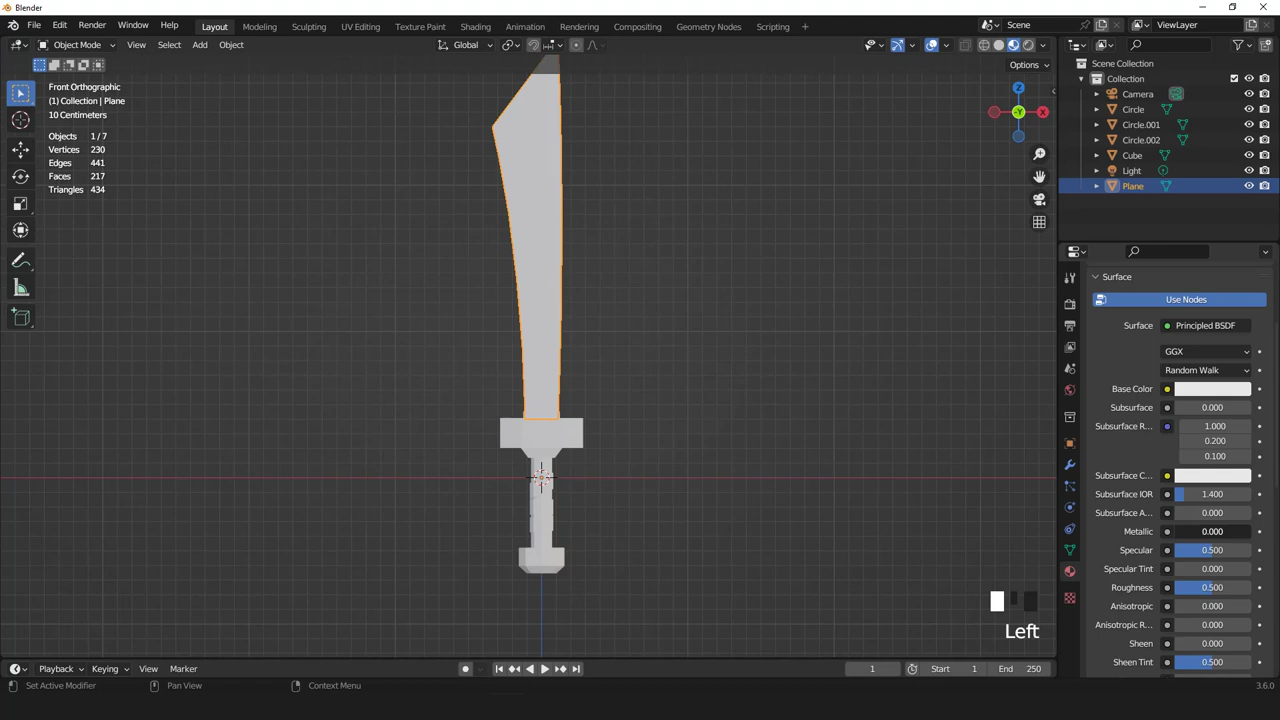 Blender
File Edit Render Window Help Layout Modeling Sculpting UV Editing Texture Paint Shading Animation Rendering Compositing Geometry Nodes Scripting Scene ViewLayer
Object Mode View Select Add Object Global
Options
Front Orthographic
(1) Collection | Plane
10 Centimeters
Objects 1/7
Vertices 230
Edges 441
Faces 217
Triangles 434
Z
-Y
X
Scene Collection
Collection
Camera
Circle
Circle.001
Circle.002
Cube
Light
Plane
Surface
Use Nodes
Surface Principled BSDF
GGX
Random Walk
Base Color
Subsurface 0.000
Subsurface R... 1.000
0.200
0.100
Subsurface C...
Subsurface IOR 1.400
Subsurface A... 0.000
Metallic 0.000
Specular 0.500
Specular Tint 0.000
Roughness 0.500
Anisotropic 0.000
Anisotropic R... 0.000
Sheen 0.000
Sheen Tint 0.500
Left
Playback Keying View Marker 1 Start 1 End 250
Set Active Modifier Pan View Context Menu 3.6.0